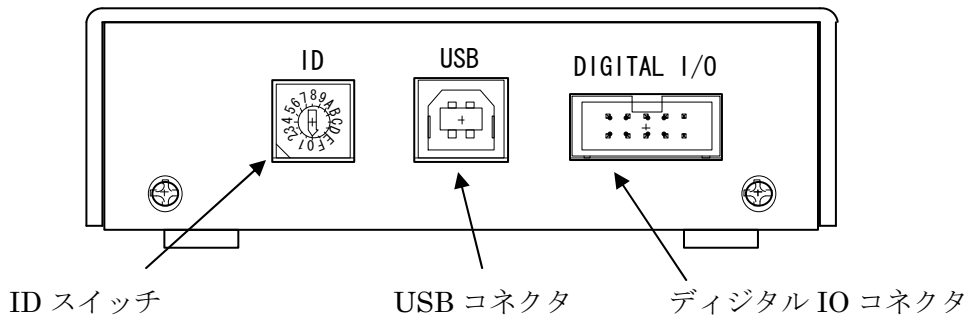 ID
USB
DIGITAL I/O
0123456789ABCDEF
ID スイッチ
USB コネクタ
ディジタル IO コネクタ